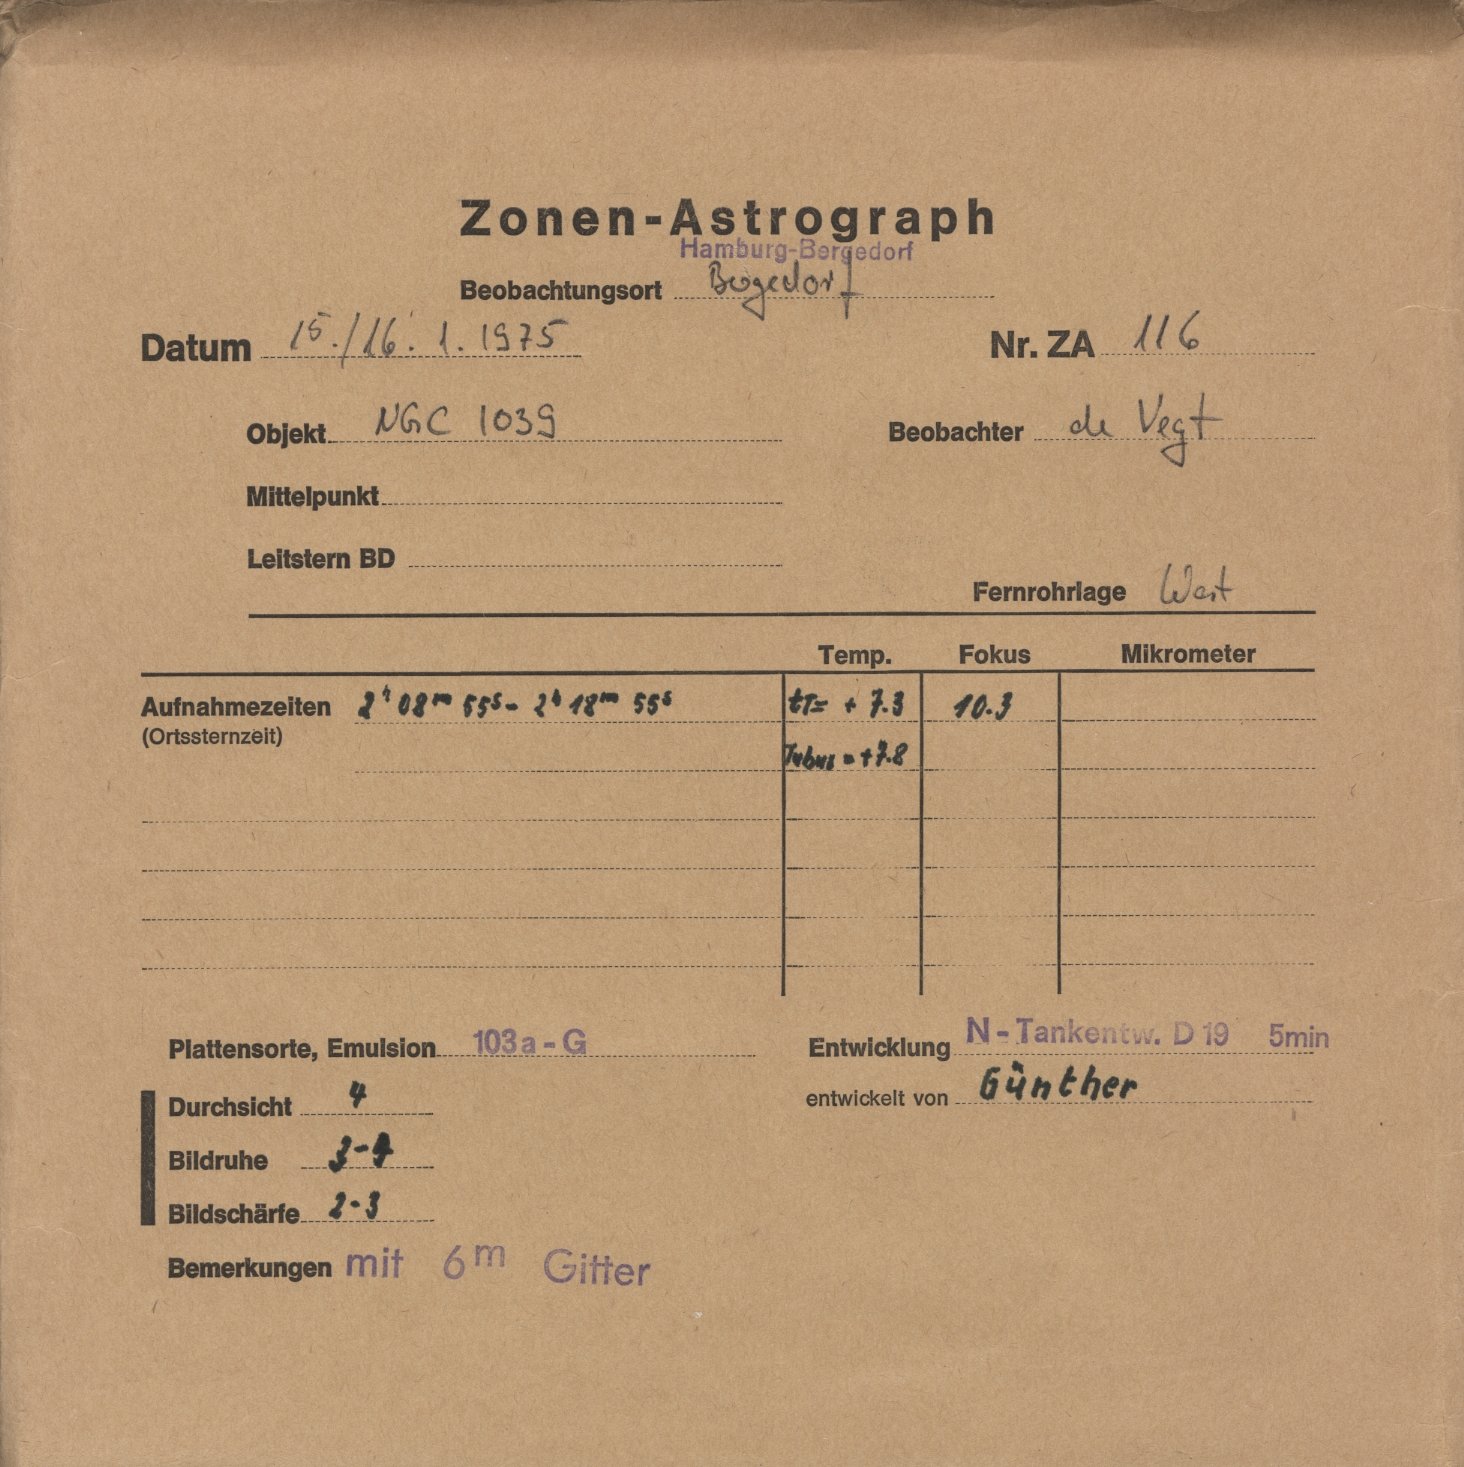 Zonen-Astrograph
Hamburg-Bergedorf
Beobachtungsort Bergedorf
Datum 15./16. 1. 1975 Nr. ZA 116
Objekt NGC 1039 Beobachter de Vegt
Mittelpunkt
Leitstern BD
Fernrohrlage West
Temp. Fokus Mikrometer
Aufnahmezeiten 2h 08m 55s - 2h 18m 55s tT= + 7.3 10.3
(Ortssternzeit)
Tubus = +7.8
Plattensorte, Emulsion 103a-G Entwicklung N-Tankentw. D 19 5min
Durchsicht 4 entwickelt von Günther
Bildruhe 3-4
Bildschärfe 2-3
Bemerkungen mit 6m Gitter